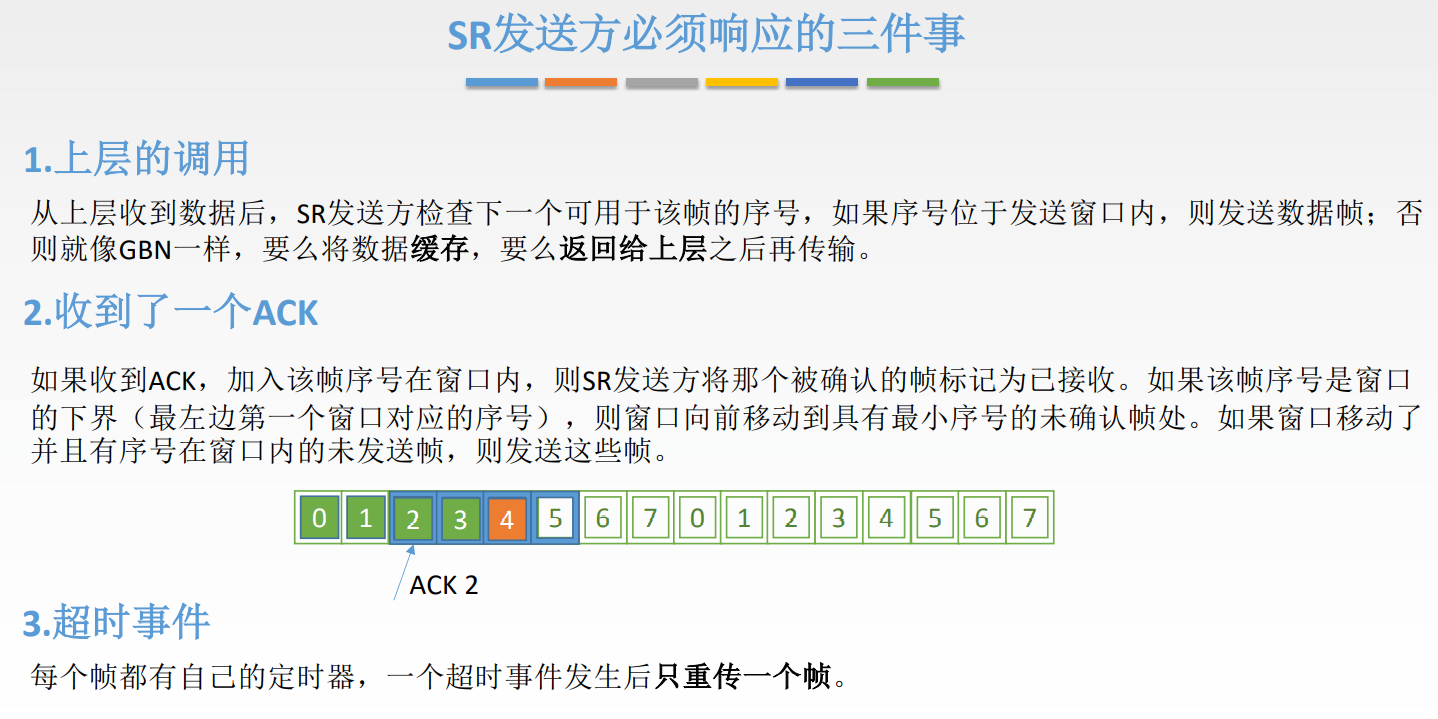 SR发送方必须响应的三件事
1.上层的调用
从上层收到数据后，SR发送方检查下一个可用于该帧的序号，如果序号位于发送窗口内，则发送数据帧；否
则就像GBN一样，要么将数据缓存，要么返回给上层之后再传输。
2.收到了一个ACK
如果收到ACK，加入该帧序号在窗口内，则SR发送方将那个被确认的帧标记为已接收。如果该帧序号是窗口
的下界（最左边第一个窗口对应的序号），则窗口向前移动到具有最小序号的未确认帧处。如果窗口移动了
并且有序号在窗口内的未发送帧，则发送这些帧。
0 1 2 3 4 5 6 7 0 1 2 3 4 5 6 7
ACK 2
3.超时事件
每个帧都有自己的定时器，一个超时事件发生后只重传一个帧。